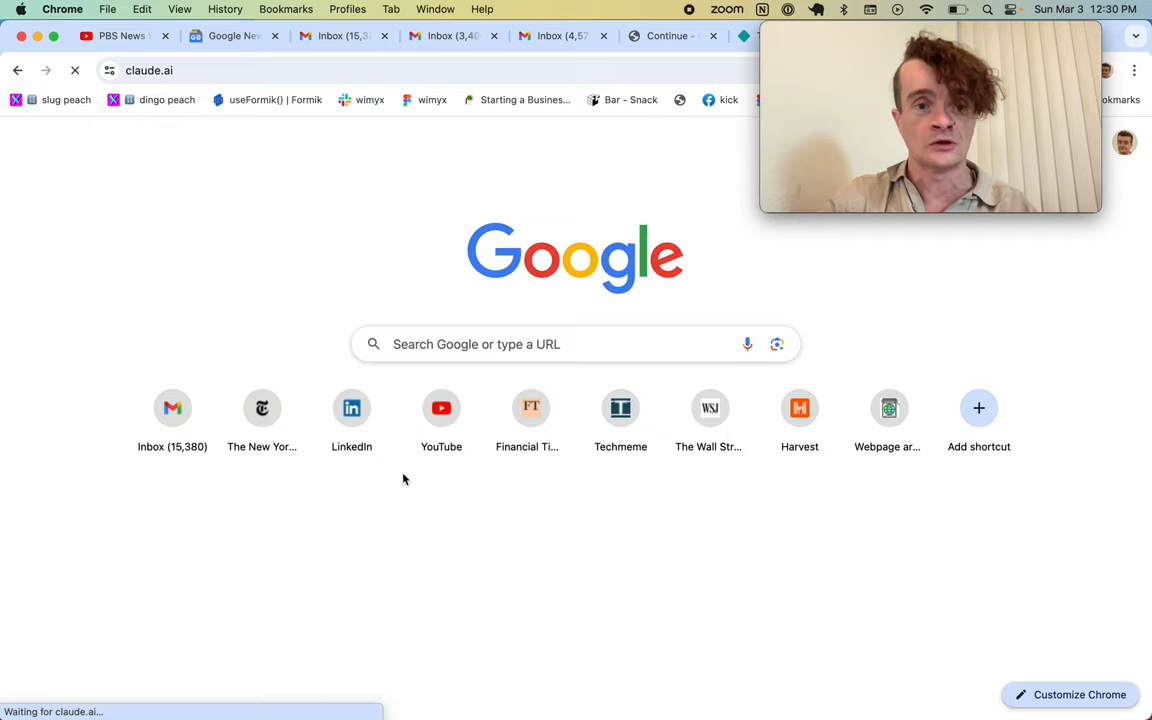 Chrome File Edit View History Bookmarks Profiles Tab Window Help zoom Sun Mar 3 12:30 PM
PBS News Google New Inbox (15,3 Inbox (3,40 Inbox (4,57 Continue -
claude.ai
slug peach dingo peach useFormik() | Formik wimyx wimyx Starting a Busines... Bar - Snack kick okmarks
Google
Search Google or type a URL
FT WSJ
Inbox (15,380) The New Yor... LinkedIn YouTube Financial Ti... Techmeme The Wall Str... Harvest Webpage ar... Add shortcut
Customize Chrome
Waiting for claude.ai...